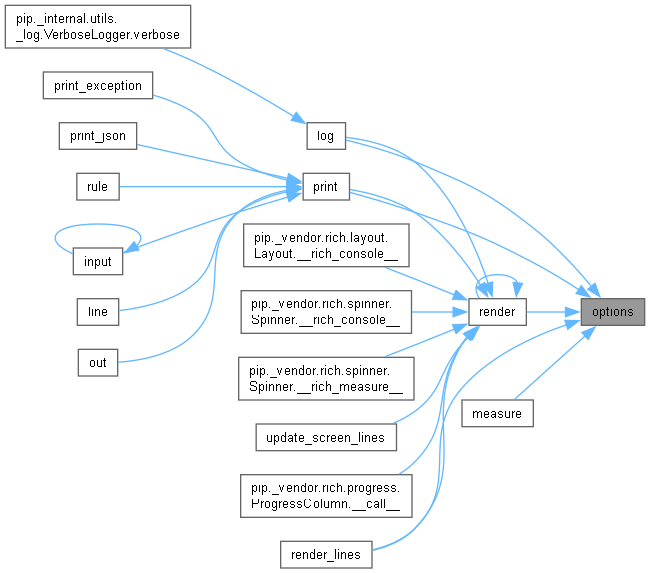 pip._internal.utils.
_log.VerboseLogger.verbose
print_exception
print_json
rule
input
line
out
log
print
pip._vendor.rich.layout.
Layout.__rich_console__
pip._vendor.rich.spinner.
Spinner.__rich_console__
pip._vendor.rich.spinner.
Spinner.__rich_measure__
update_screen_lines
pip._vendor.rich.progress.
ProgressColumn.__call__
render_lines
render
measure
options